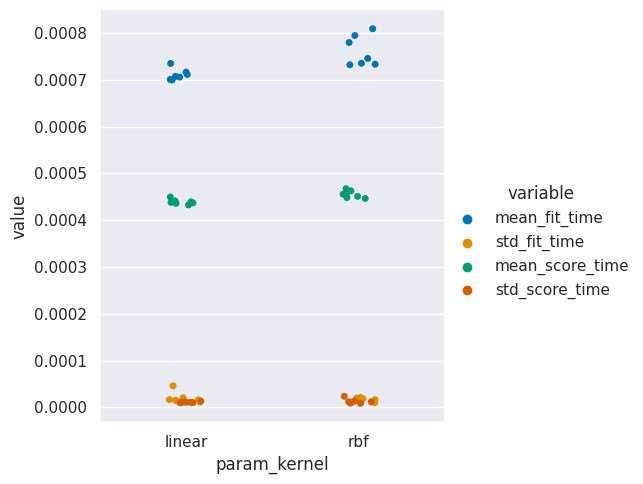 0.0008
0.0007
0.0006
0.0005
0.0004
0.0003
0.0002
0.0001
0.0000
value
linear
rbf
param_kernel
variable
mean_fit_time
std_fit_time
mean_score_time
std_score_time